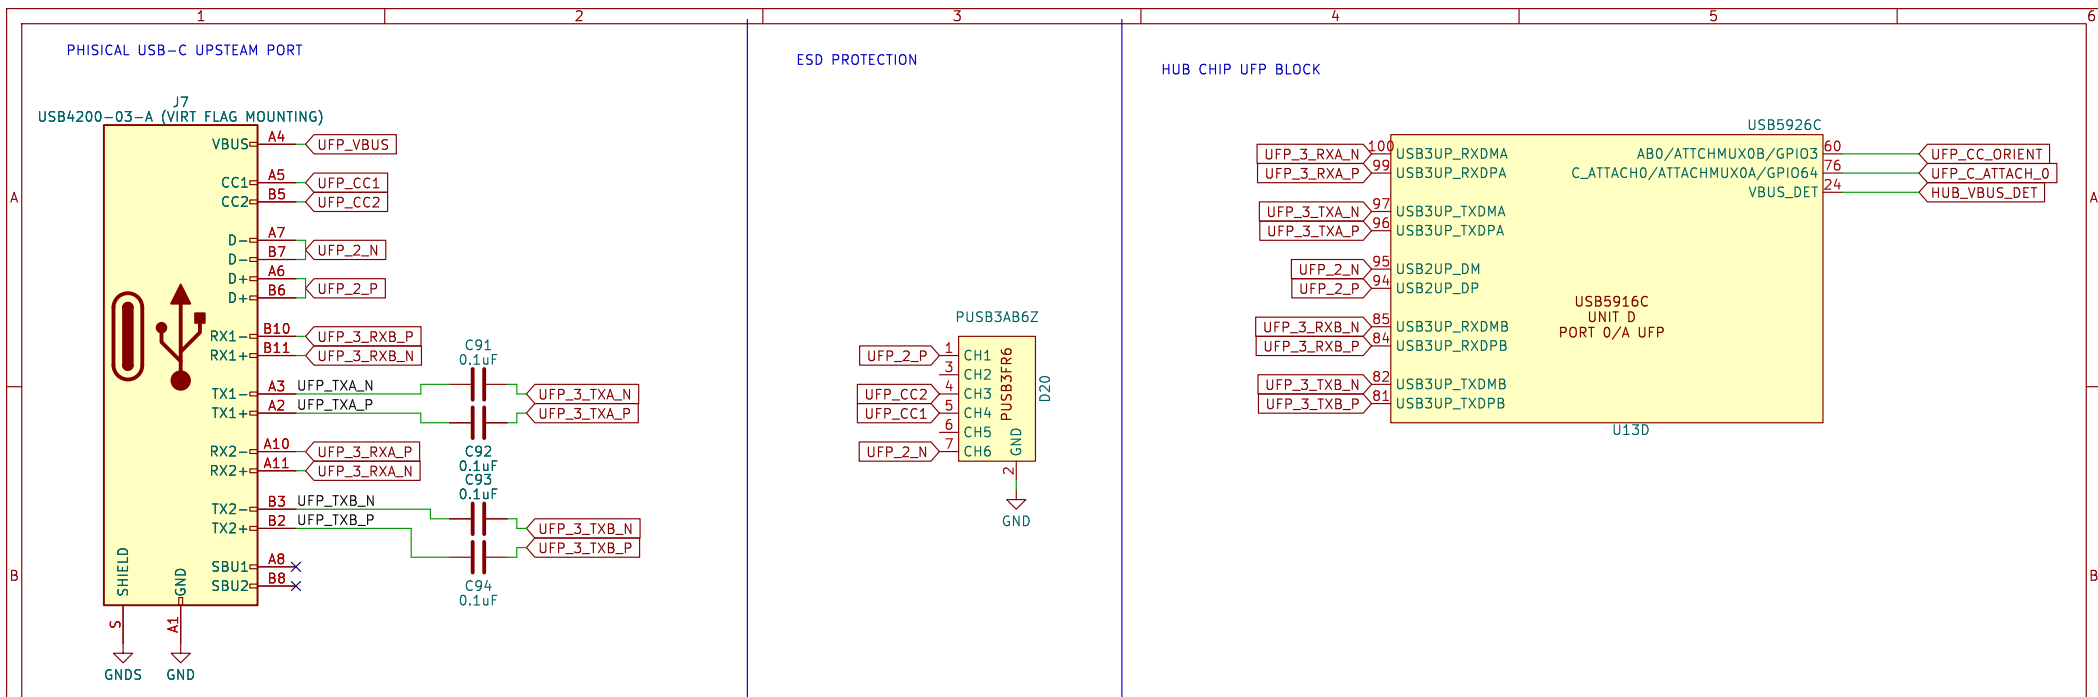 1 2 3 4 5 6
PHISICAL USB-C UPSTEAM PORT
ESD PROTECTION
HUB CHIP UFP BLOCK
J7
USB4200-03-A (VIRT FLAG MOUNTING)
VBUS A4 UFP_VBUS
CC1 A5 UFP_CC1
CC2 B5 UFP_CC2
D- A7
UFP_2_N
D- B7
D+ A6
UFP_2_P
D+ B6
RX1- B10 UFP_3_RXB_P
RX1+ B11 UFP_3_RXB_N
TX1- A3 UFP_TXA_N
TX1+ A2 UFP_TXA_P
RX2- A10 UFP_3_RXA_P
RX2+ A11 UFP_3_RXA_N
TX2- B3 UFP_TXB_N
TX2+ B2 UFP_TXB_P
SBU1 A8
SBU2 B8
SHIELD
GND
S
A1
GNDS
GND
C91
0.1uF
UFP_3_TXA_N
UFP_3_TXA_P
C92
0.1uF
C93
0.1uF
UFP_3_TXB_N
UFP_3_TXB_P
C94
0.1uF
PUSB3AB6Z
UFP_2_P 1 CH1
3 CH2
UFP_CC2 4 CH3
UFP_CC1 5 CH4
6 CH5
UFP_2_N 7 CH6
PUSB3FR6
D20
GND
2
GND
USB5926C
UFP_3_RXA_N 100 USB3UP_RXDMA
UFP_3_RXA_P 99 USB3UP_RXDPA
UFP_3_TXA_N 97 USB3UP_TXDMA
UFP_3_TXA_P 96 USB3UP_TXDPA
UFP_2_N 95 USB2UP_DM
UFP_2_P 94 USB2UP_DP
UFP_3_RXB_N 85 USB3UP_RXDMB
UFP_3_RXB_P 84 USB3UP_RXDPB
UFP_3_TXB_N 82 USB3UP_TXDMB
UFP_3_TXB_P 81 USB3UP_TXDPB
AB0/ATTCHMUX0B/GPIO3 60 UFP_CC_ORIENT
C_ATTACH0/ATTACHMUX0A/GPIO64 76 UFP_C_ATTACH_0
VBUS_DET 24 HUB_VBUS_DET
USB5916C
UNIT D
PORT 0/A UFP
U13D
A A
B B